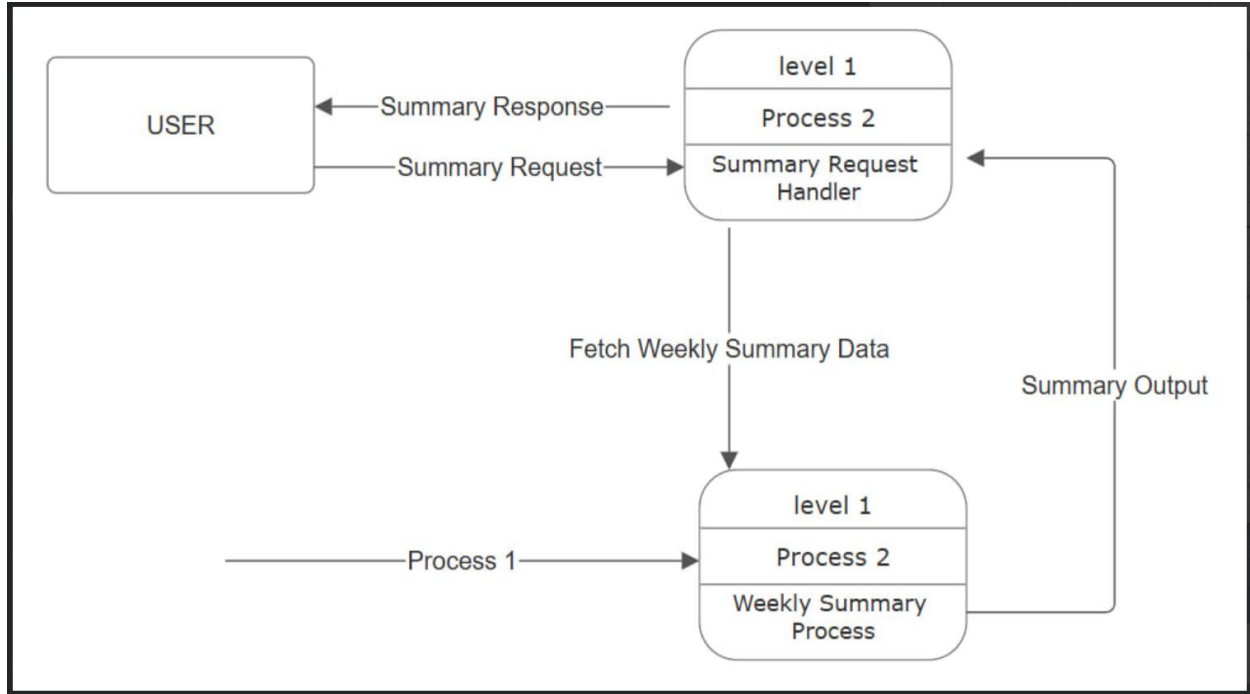 USER
Summary Response
Summary Request
level 1
Process 2
Summary Request
Handler
Fetch Weekly Summary Data
Summary Output
level 1
Process 2
Weekly Summary
Process
Process 1